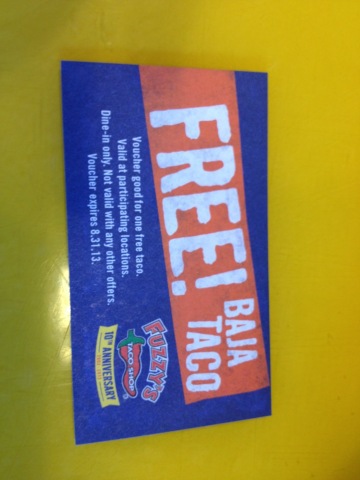 FREE!
BAJA
TACO
Voucher good for one free taco.
Valid at participating locations.
Dine-in only. Not valid with any other offers.
Voucher expires 8.31.13.
FUZZY'S
TACO SHOP
10TH ANNIVERSARY